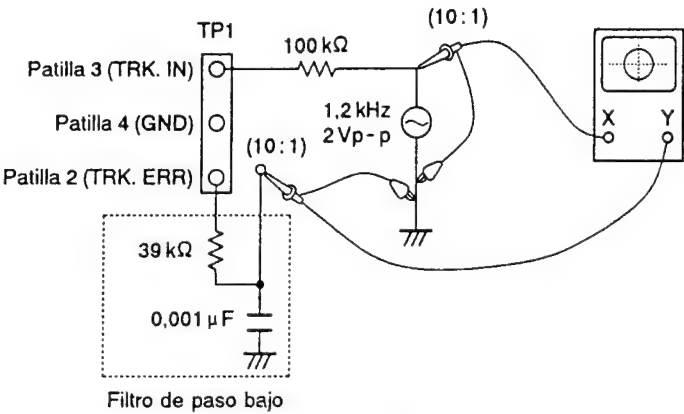 TP1
(10:1)
100 kΩ
Patilla 3 (TRK. IN)
Patilla 4 (GND)
1,2 kHz
2 Vp-p
X
Y
(10:1)
Patilla 2 (TRK. ERR)
39 kΩ
0,001 µF
Filtro de paso bajo